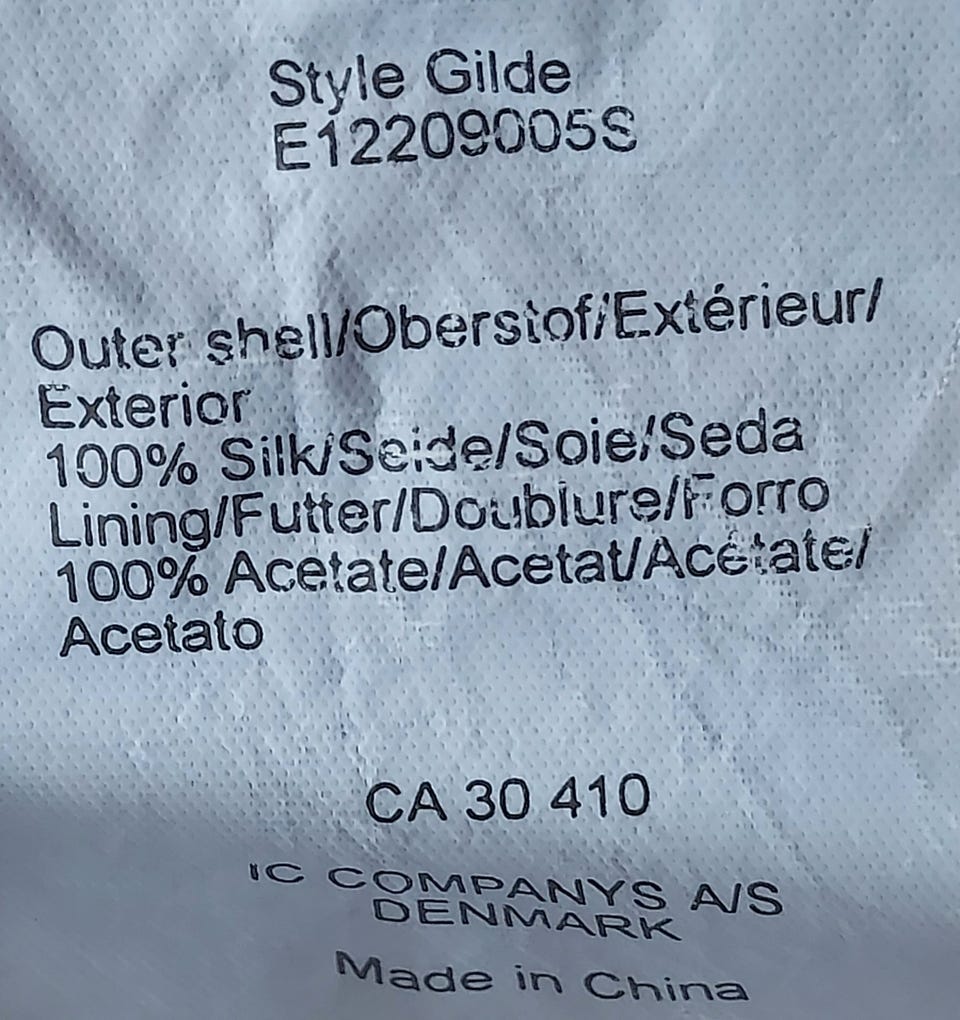 Style Gilde
E12209005S
Outer shell/Oberstof/Extérieur/
Exterior
100% Silk/Seide/Soie/Seda
Lining/Futter/Doublure/Forro
100% Acetate/Acetat/Acétate/
Acetato
CA 30 410
IC COMPANYS A/S
DENMARK
Made in China